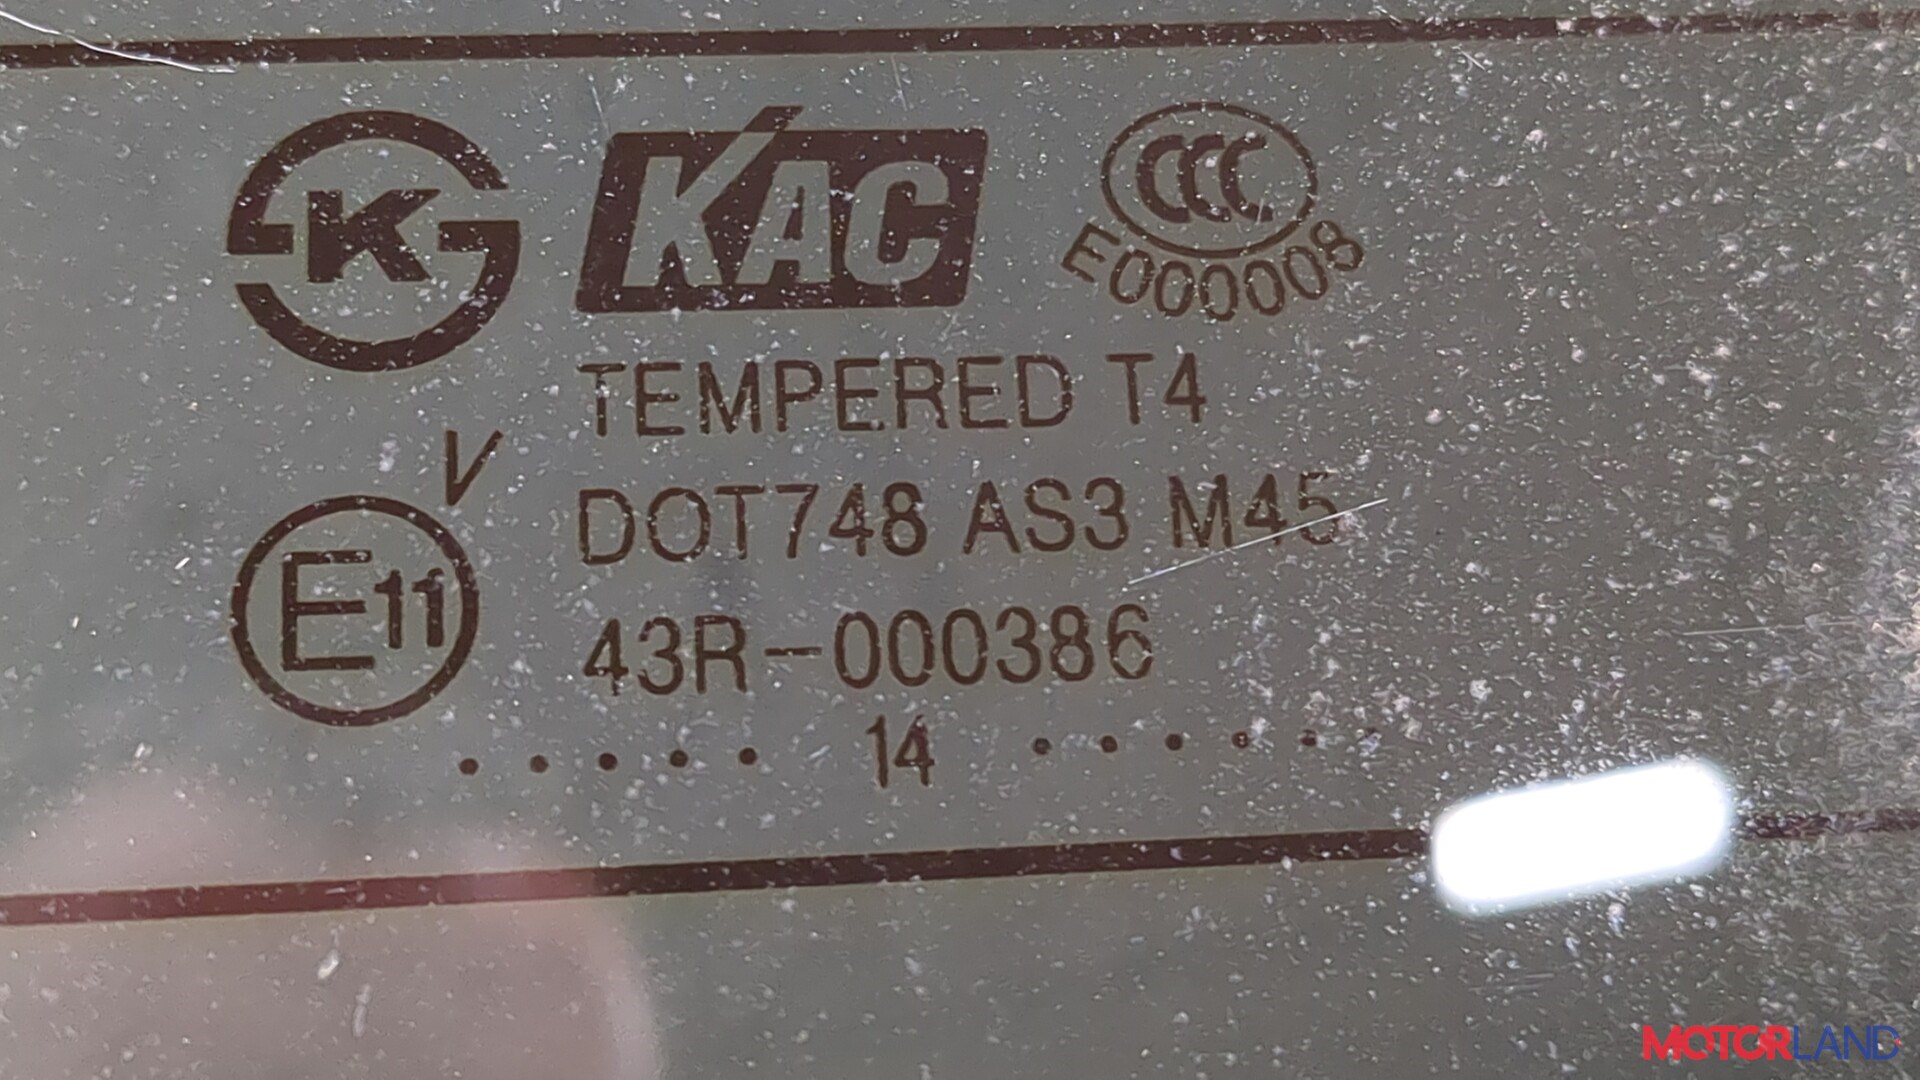 K
KAC
CCC
E000008
TEMPERED T4
V
DOT748 AS3 M45
E11
43R-000386
..... 14 ......
MOTORLAND